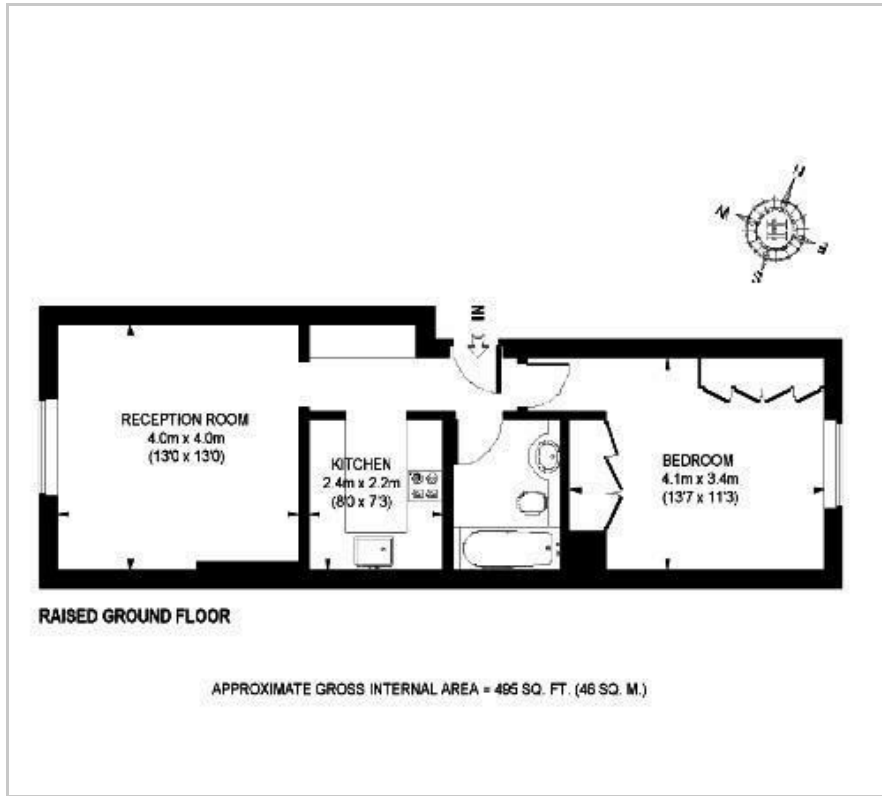 N
W
E
S
IN
RECEPTION ROOM
4.0m x 4.0m
(13'0 x 13'0)
KITCHEN
2.4m x 2.2m
(8'0 x 7'3)
BEDROOM
4.1m x 3.4m
(13'7 x 11'3)
RAISED GROUND FLOOR
APPROXIMATE GROSS INTERNAL AREA = 495 SQ. FT. (46 SQ. M.)